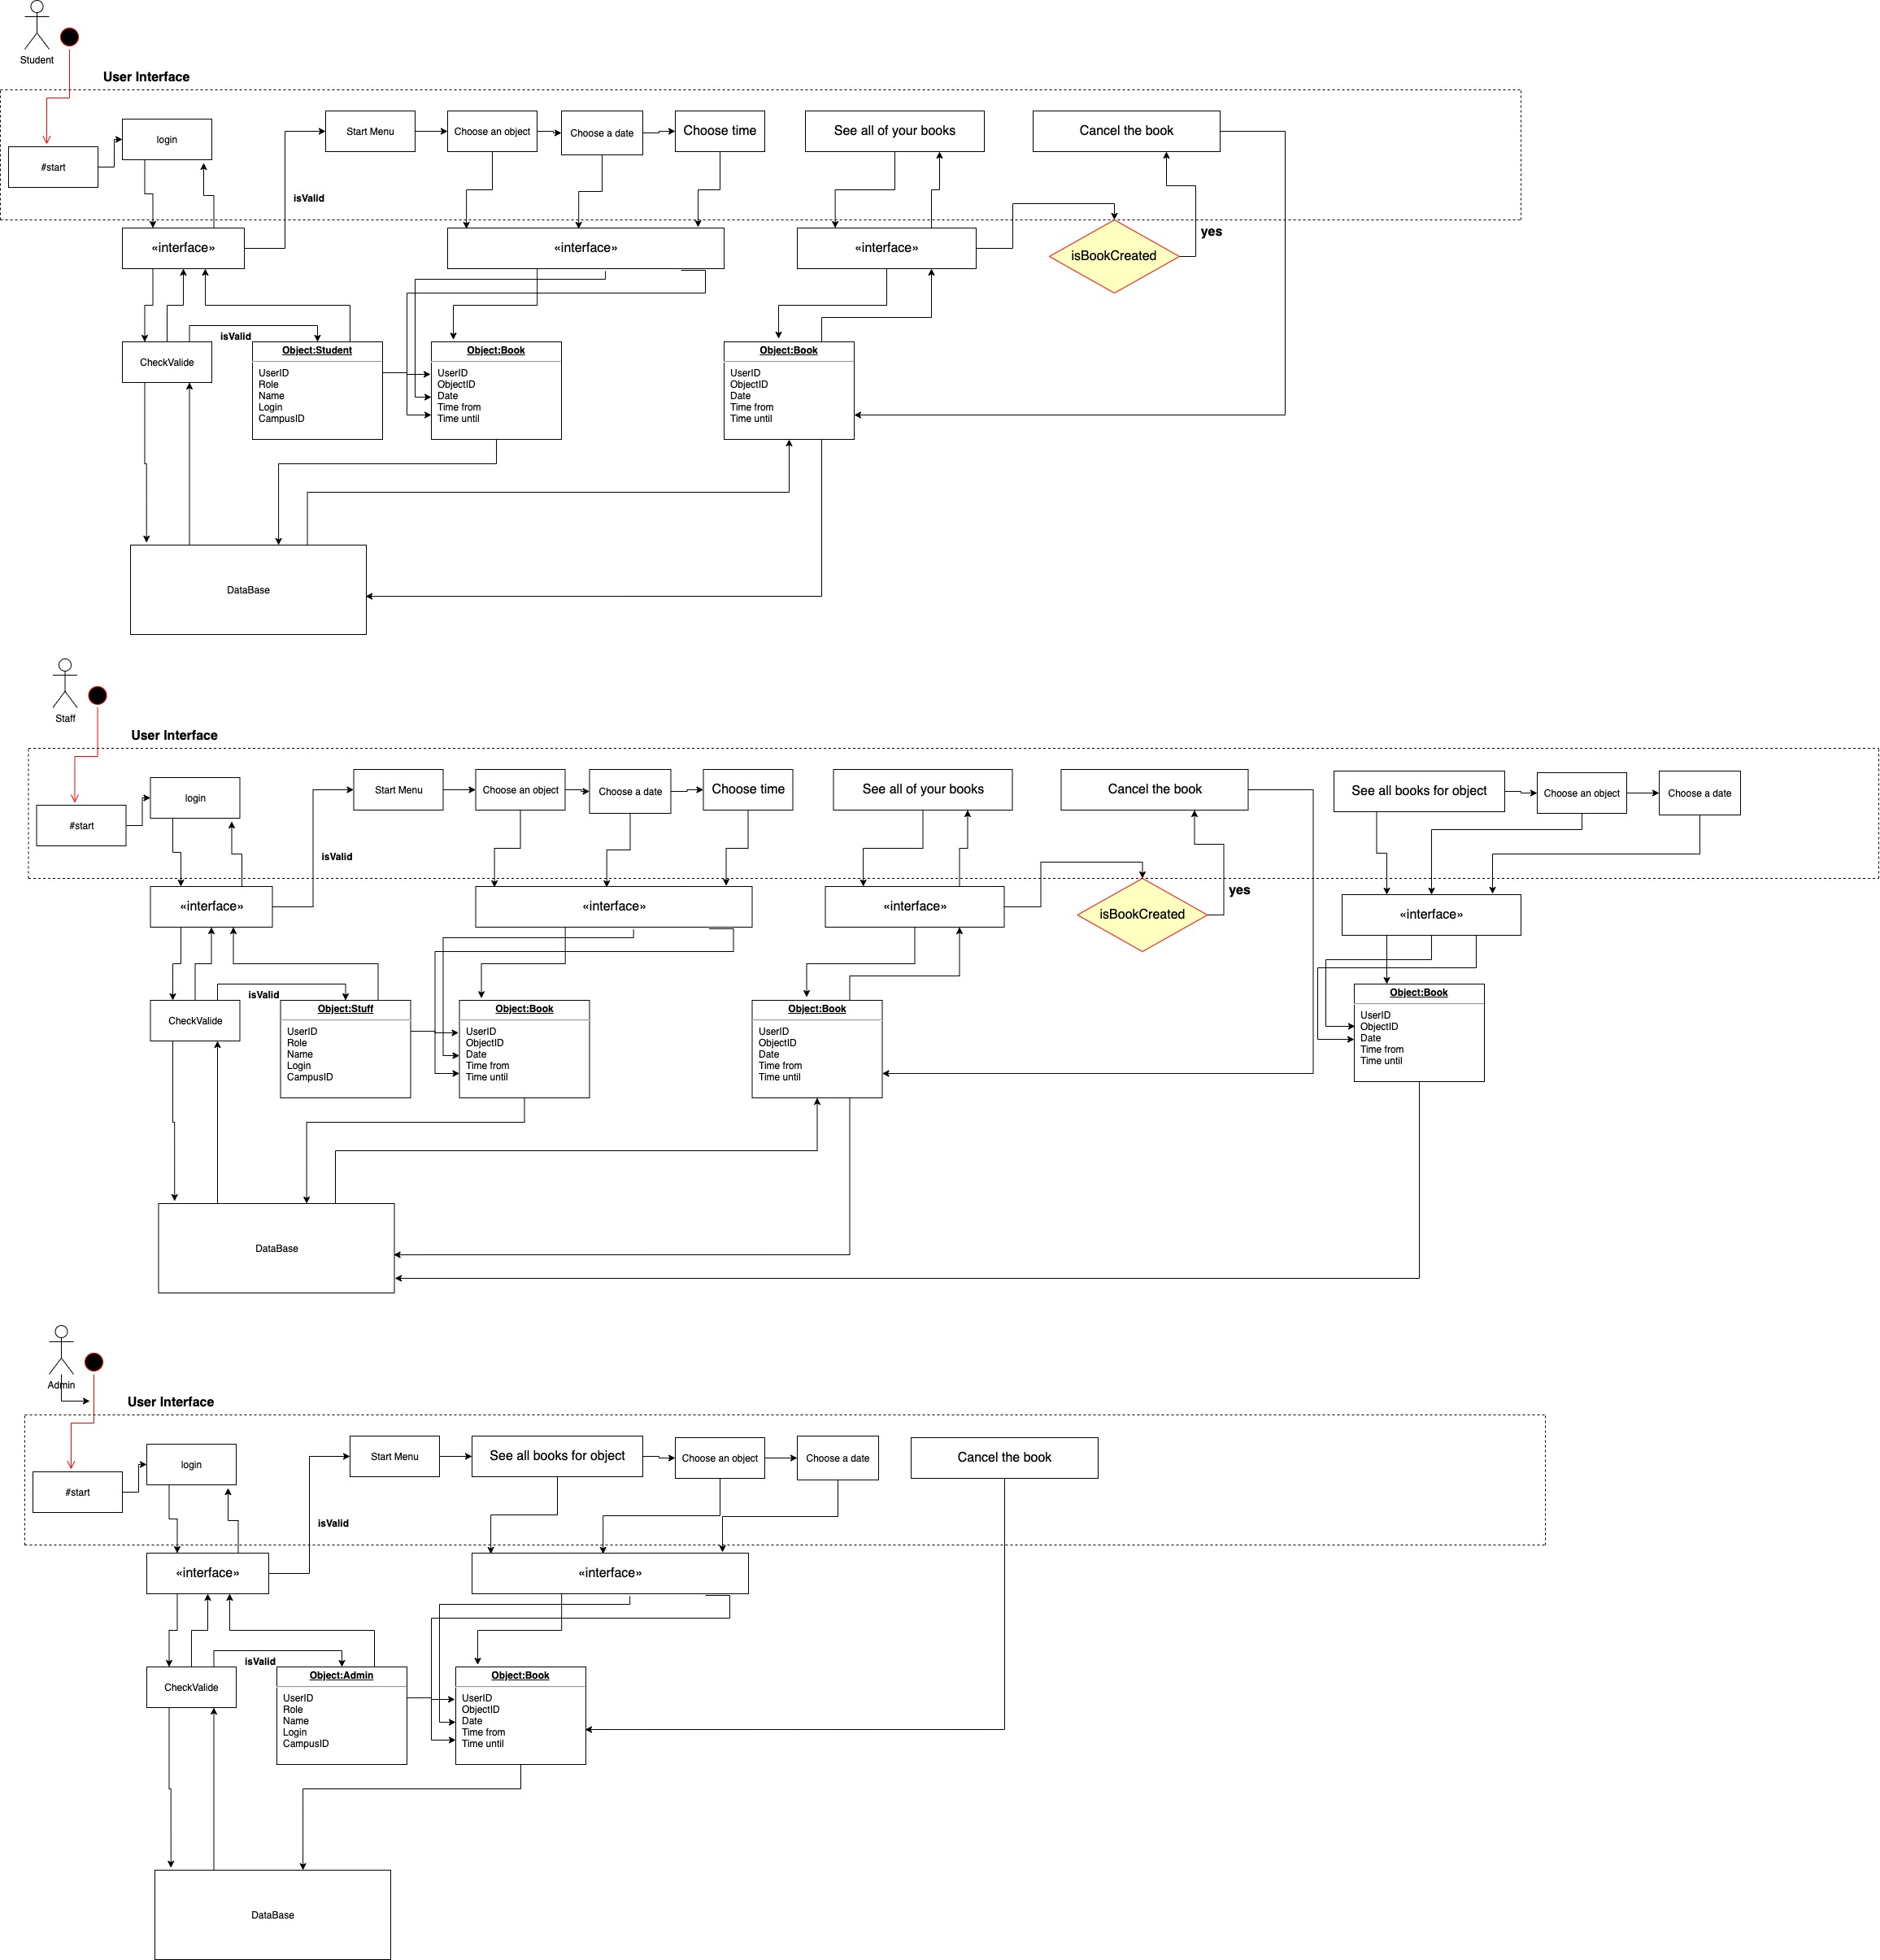 Student
User Interface
#start
login
Start Menu
Choose an object
Choose a date
Choose time
See all of your books
Cancel the book
isValid
«interface»
«interface»
«interface»
isBookCreated
yes
CheckValide
isValid
Object:Student
UserID
Role
Name
Login
CampusID
Object:Book
UserID
ObjectID
Date
Time from
Time until
Object:Book
UserID
ObjectID
Date
Time from
Time until
DataBase
Staff
User Interface
#start
login
Start Menu
Choose an object
Choose a date
Choose time
See all of your books
Cancel the book
See all books for object
Choose an object
Choose a date
isValid
«interface»
«interface»
«interface»
isBookCreated
yes
«interface»
CheckValide
isValid
Object:Stuff
UserID
Role
Name
Login
CampusID
Object:Book
UserID
ObjectID
Date
Time from
Time until
Object:Book
UserID
ObjectID
Date
Time from
Time until
Object:Book
UserID
ObjectID
Date
Time from
Time until
DataBase
Admin
User Interface
#start
login
Start Menu
See all books for object
Choose an object
Choose a date
Cancel the book
isValid
«interface»
«interface»
CheckValide
isValid
Object:Admin
UserID
Role
Name
Login
CampusID
Object:Book
UserID
ObjectID
Date
Time from
Time until
DataBase